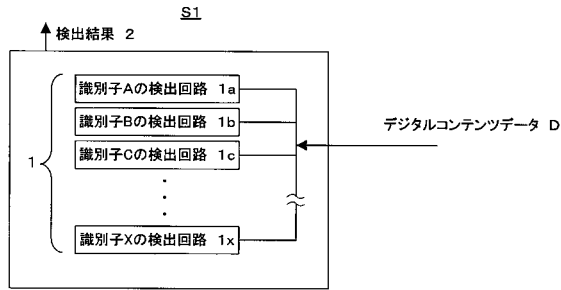 S1
検出結果 2
識別子Aの検出回路 1a
識別子Bの検出回路 1b
識別子Cの検出回路 1c
1
デジタルコンテンツデータ D
識別子Xの検出回路 1x